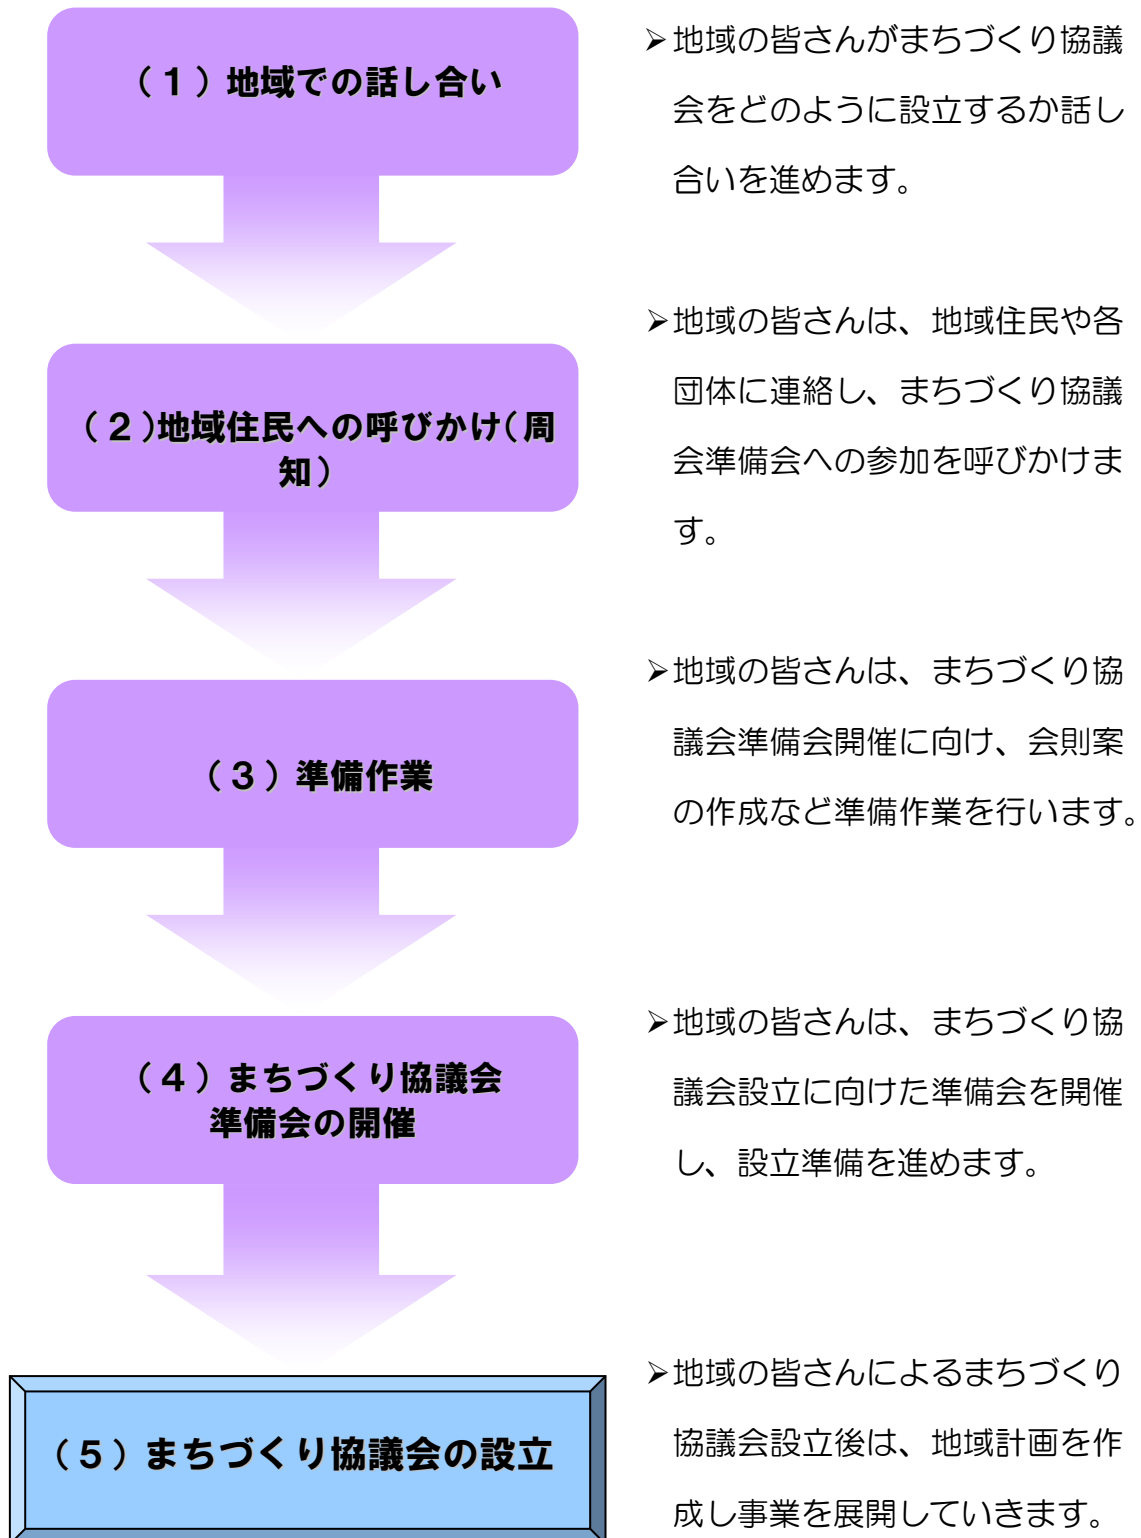 （１）地域での話し合い
➢地域の皆さんがまちづくり協議
会をどのように設立するか話し
合いを進めます。
（２）地域住民への呼びかけ（周
知）
➢地域の皆さんは、地域住民や各
団体に連絡し、まちづくり協議
会準備会への参加を呼びかけま
す。
（３）準備作業
➢地域の皆さんは、まちづくり協
議会準備会開催に向け、会則案
の作成など準備作業を行います。
（４）まちづくり協議会
準備会の開催
➢地域の皆さんは、まちづくり協
議会設立に向けた準備会を開催
し、設立準備を進めます。
（５）まちづくり協議会の設立
➢地域の皆さんによるまちづくり
協議会設立後は、地域計画を作
成し事業を展開していきます。